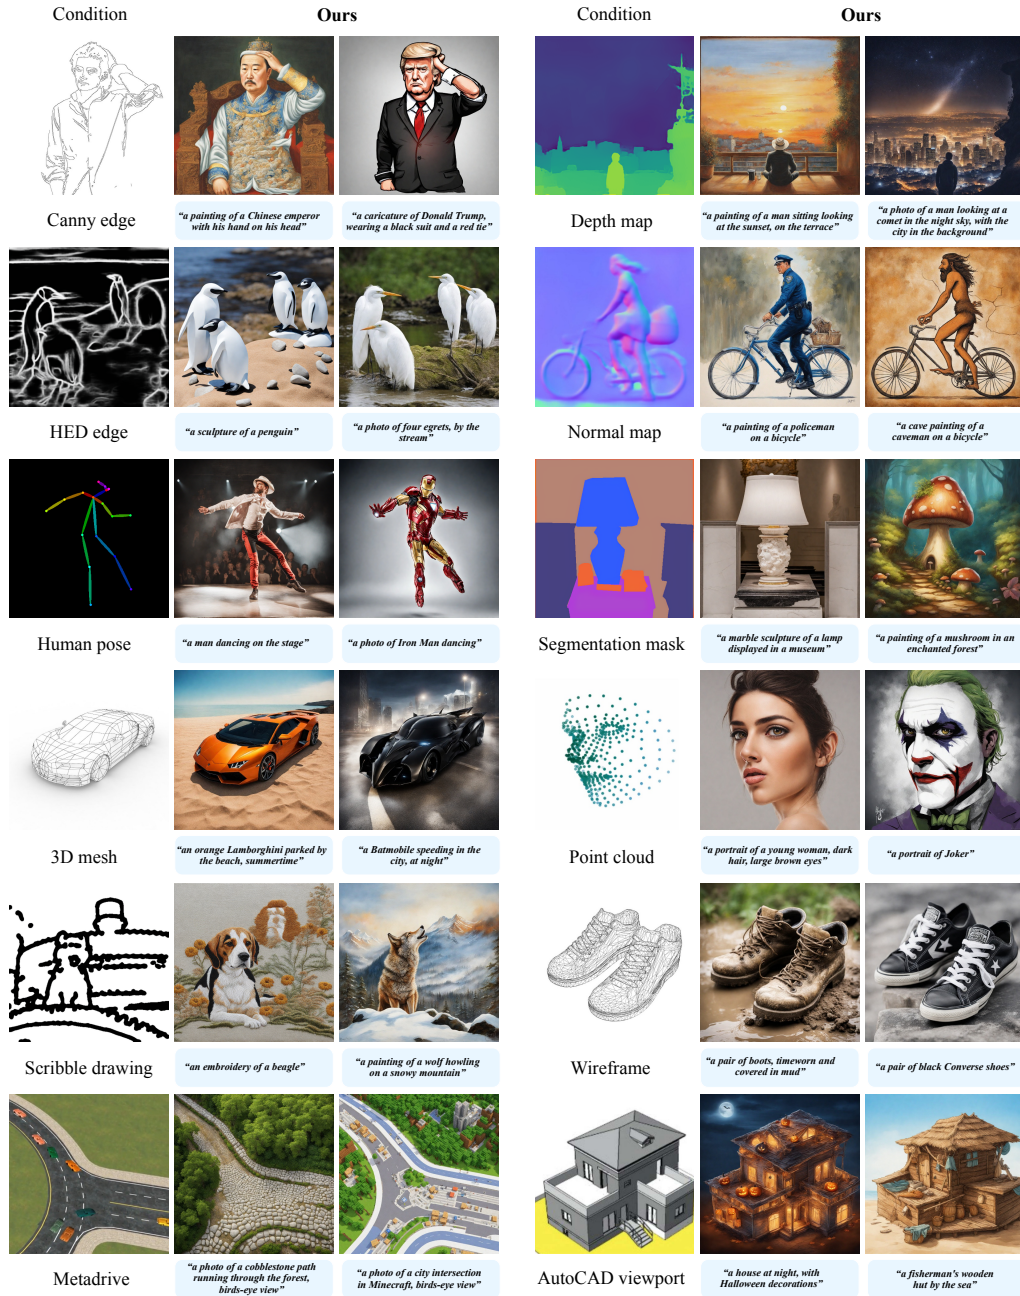 Condition
Ours
Condition
Ours
Canny edge
“a painting of a Chinese emperor
with his hand on his head”
“a caricature of Donald Trump,
wearing a black suit and a red tie”
Depth map
“a painting of a man sitting looking
at the sunset, on the terrace”
“a photo of a man looking at a
comet in the night sky, with the
city in the background”
HED edge
“a sculpture of a penguin”
“a photo of four egrets, by the
stream”
Normal map
“a painting of a policeman
on a bicycle”
“a cave painting of a
caveman on a bicycle”
Human pose
“a man dancing on the stage”
“a photo of Iron Man dancing”
Segmentation mask
“a marble sculpture of a lamp
displayed in a museum”
“a painting of a mushroom in an
enchanted forest”
3D mesh
“an orange Lamborghini parked by
the beach, summertime”
“a Batmobile speeding in the
city, at night”
Point cloud
“a portrait of a young woman, dark
hair, large brown eyes”
“a portrait of Joker”
Scribble drawing
“an embroidery of a beagle”
“a painting of a wolf howling
on a snowy mountain”
Wireframe
“a pair of boots, timeworn and
covered in mud”
“a pair of black Converse shoes”
Metadrive
“a photo of a cobblestone path
running through the forest,
birds-eye view”
“a photo of a city intersection
in Minecraft, birds-eye view”
AutoCAD viewport
“a house at night, with
Halloween decorations”
“a fisherman's wooden
hut by the sea”